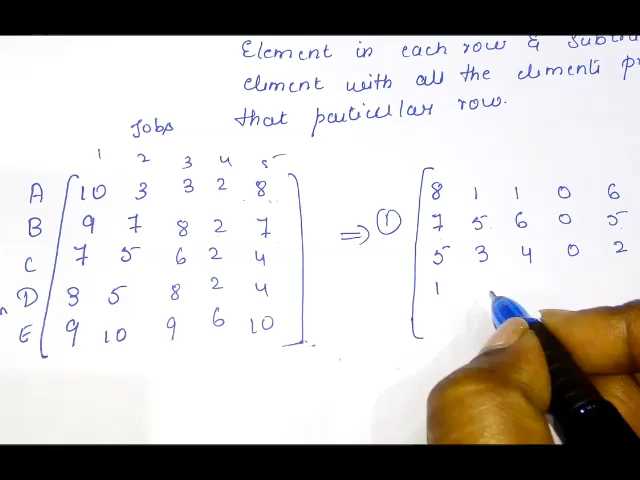 Element in each row &
element with all the elements
that particular row.
Jobs
1 2 3 4 5
A 10 3 3 2 8
B 9 7 8 2 7
C 7 5 6 2 4
D 3 5 8 2 4
E 9 10 9 6 10
⇒ ①
8 1 1 0 6
7 5 6 0 5
5 3 4 0 2
1